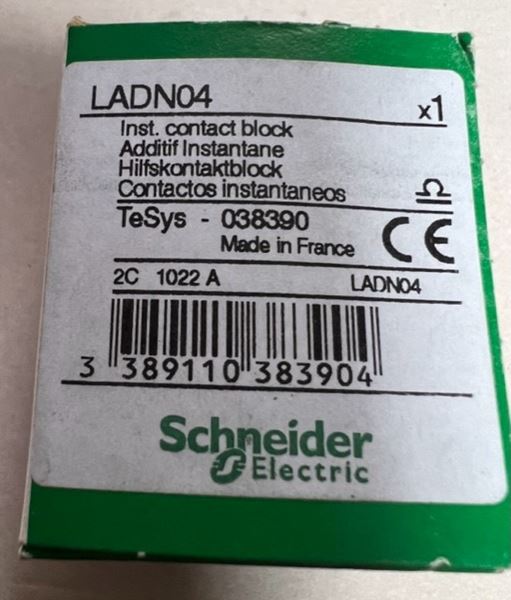 LADN04 x1
Inst. contact block
Additif Instantane
Hilfskontaktblock
Contactos instantaneos
TeSys - 038390
Made in France
CE
2C 1022 A LADN04
3 389110 383904
Schneider
Electric